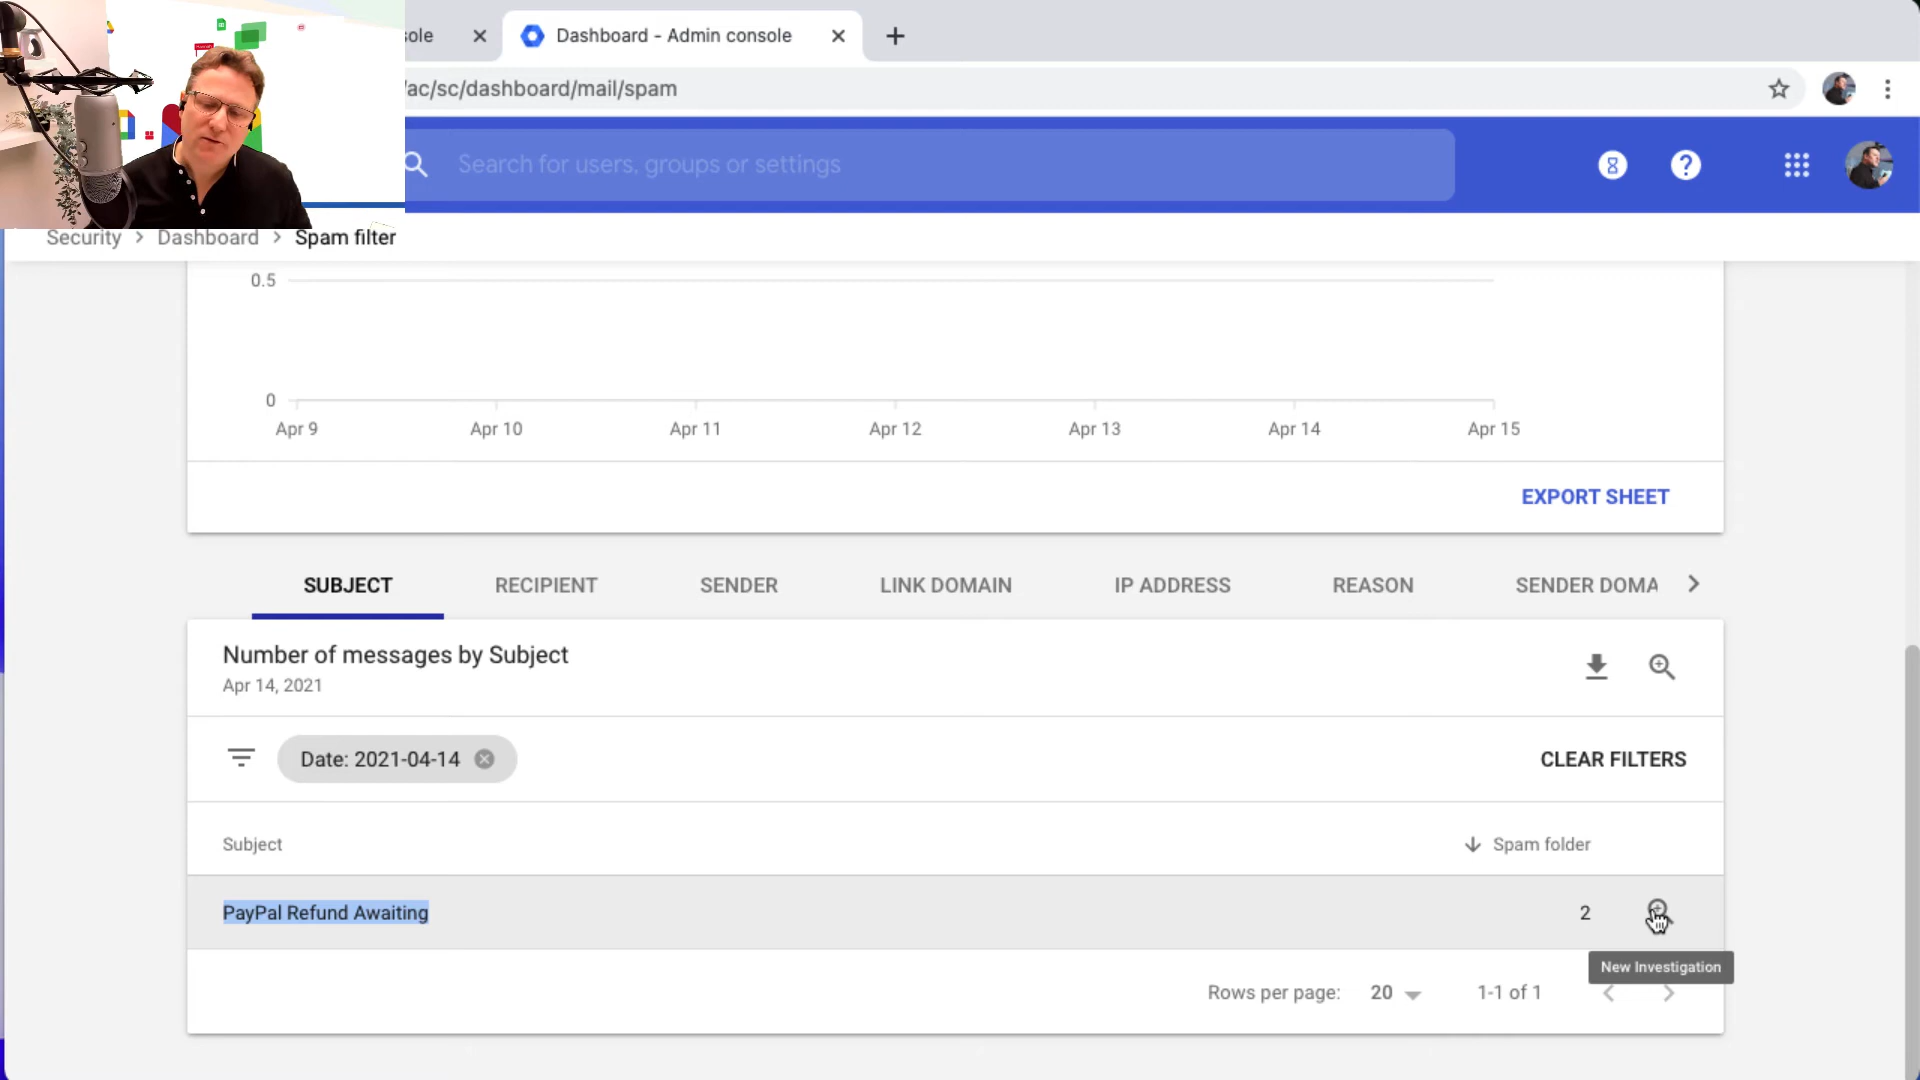 sole
Dashboard - Admin console
/ac/sc/dashboard/mail/spam
Search for users, groups or settings
Security > Dashboard > Spam filter
0.5
0
Apr 9 Apr 10 Apr 11 Apr 12 Apr 13 Apr 14 Apr 15
EXPORT SHEET
SUBJECT RECIPIENT SENDER LINK DOMAIN IP ADDRESS REASON SENDER DOMA
Number of messages by Subject
Apr 14, 2021
Date: 2021-04-14
CLEAR FILTERS
Subject Spam folder
PayPal Refund Awaiting 2
New Investigation
Rows per page: 20 1-1 of 1